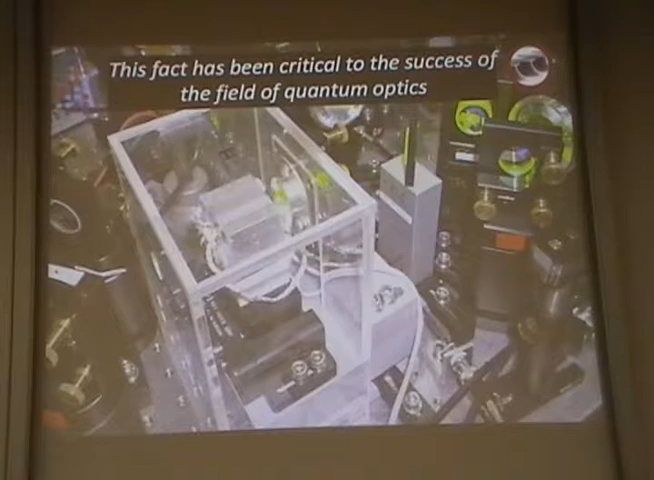 This fact has been critical to the success of
the field of quantum optics